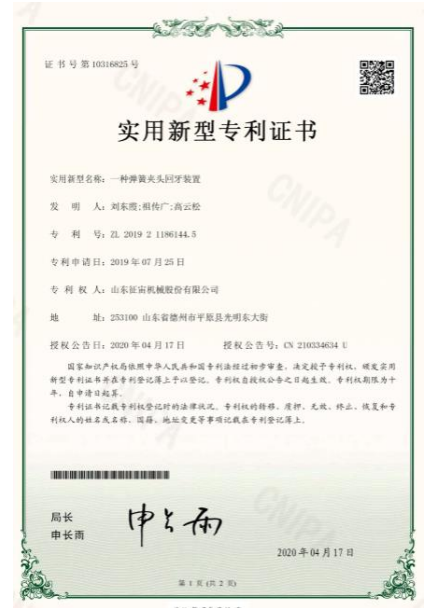 证书号第10316825号
实用新型专利证书
实用新型名称：一种弹簧夹头回牙装置
发明人：刘东照;祖传广;高云松
专利号：ZL 2019 2 1186144.5
专利申请日：2019年07月25日
专利权人：山东征宙机械股份有限公司
地址：253100 山东省德州市平原县光明东大街
授权公告日：2020年04月17日 授权公告号：CN 210334634 U
国家知识产权局依照中华人民共和国专利法经过初步审查，决定授予专利权，颁发实用
新型专利证书并在专利登记簿上予以登记。专利权自授权公告之日起生效。专利权期限为十
年，自申请日起算。
专利证书记载专利权登记时的法律状况。专利权的转移、质押、无效、终止、恢复和专
利权人的姓名或名称、国籍、地址变更等事项记载在专利登记簿上。
局长
申长雨
申长雨
2020年04月17日
第 1 页 (共 2 页)
CNIPA
CNIPA
CNIPA